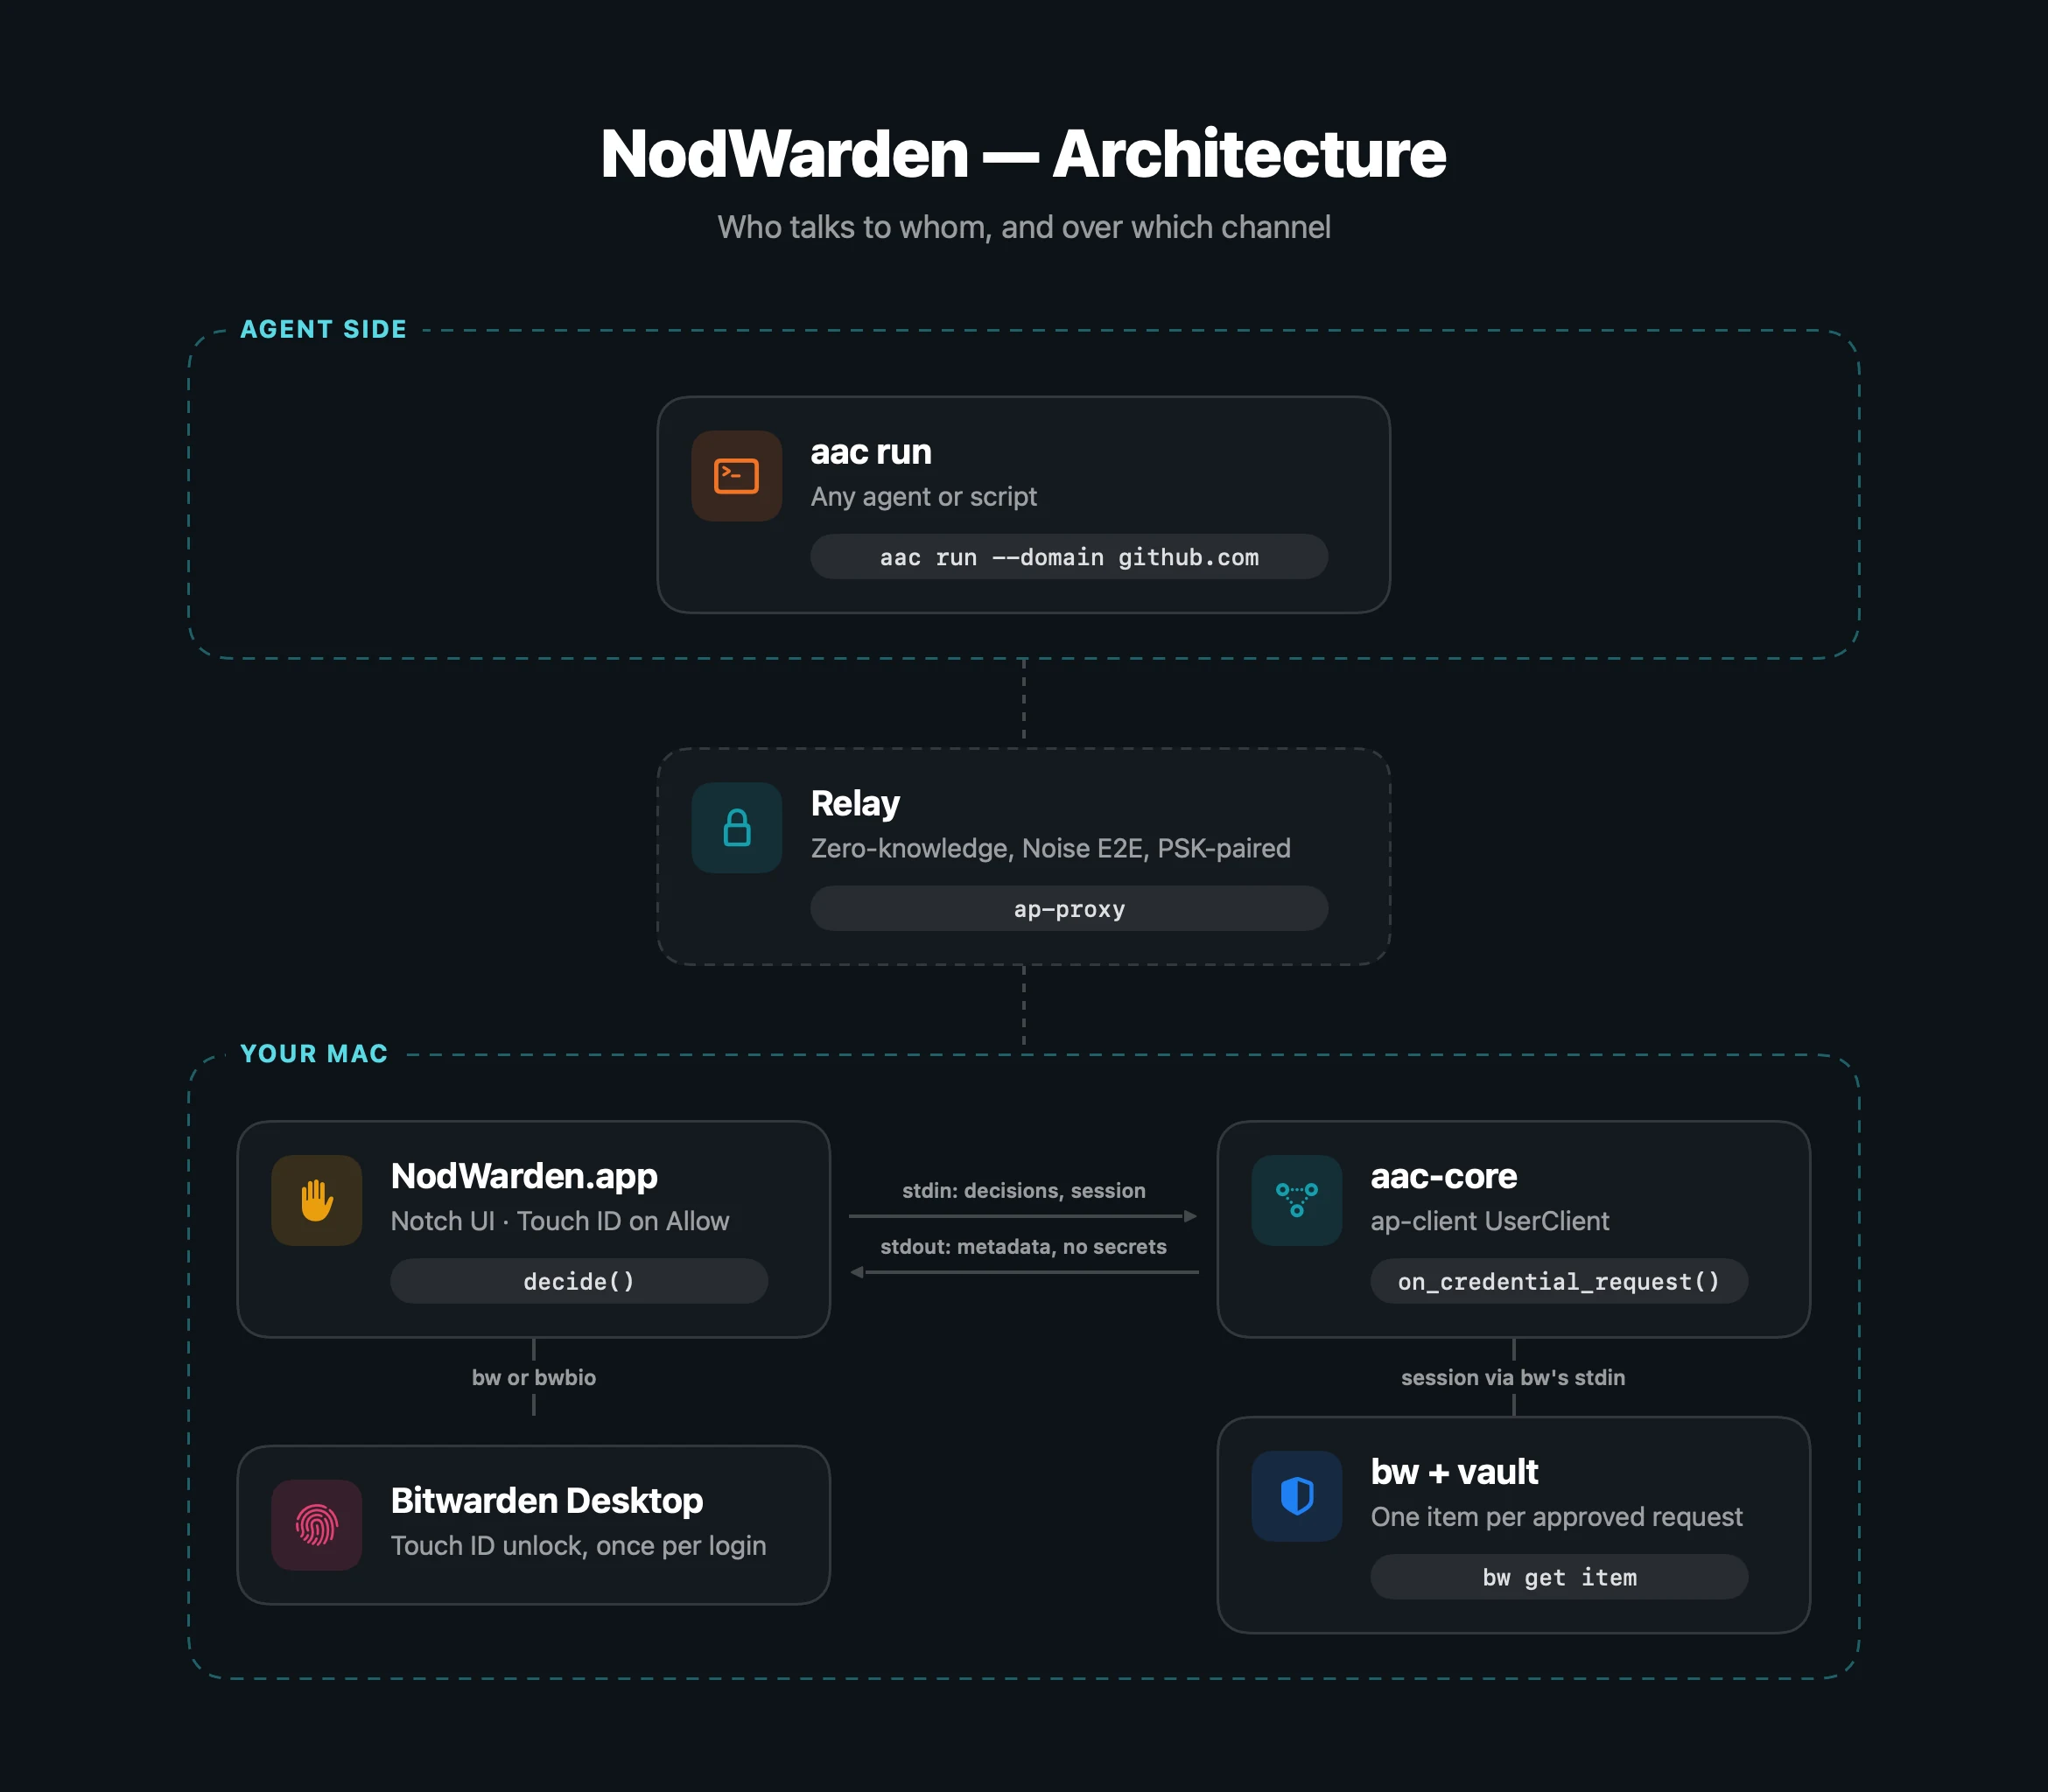 NodWarden — Architecture
Who talks to whom, and over which channel
AGENT SIDE
aac run
Any agent or script
aac run --domain github.com
Relay
Zero-knowledge, Noise E2E, PSK-paired
ap-proxy
YOUR MAC
NodWarden.app
Notch UI · Touch ID on Allow
decide()
stdin: decisions, session
stdout: metadata, no secrets
aac-core
ap-client UserClient
on_credential_request()
bw or bwbio
session via bw's stdin
Bitwarden Desktop
Touch ID unlock, once per login
bw + vault
One item per approved request
bw get item